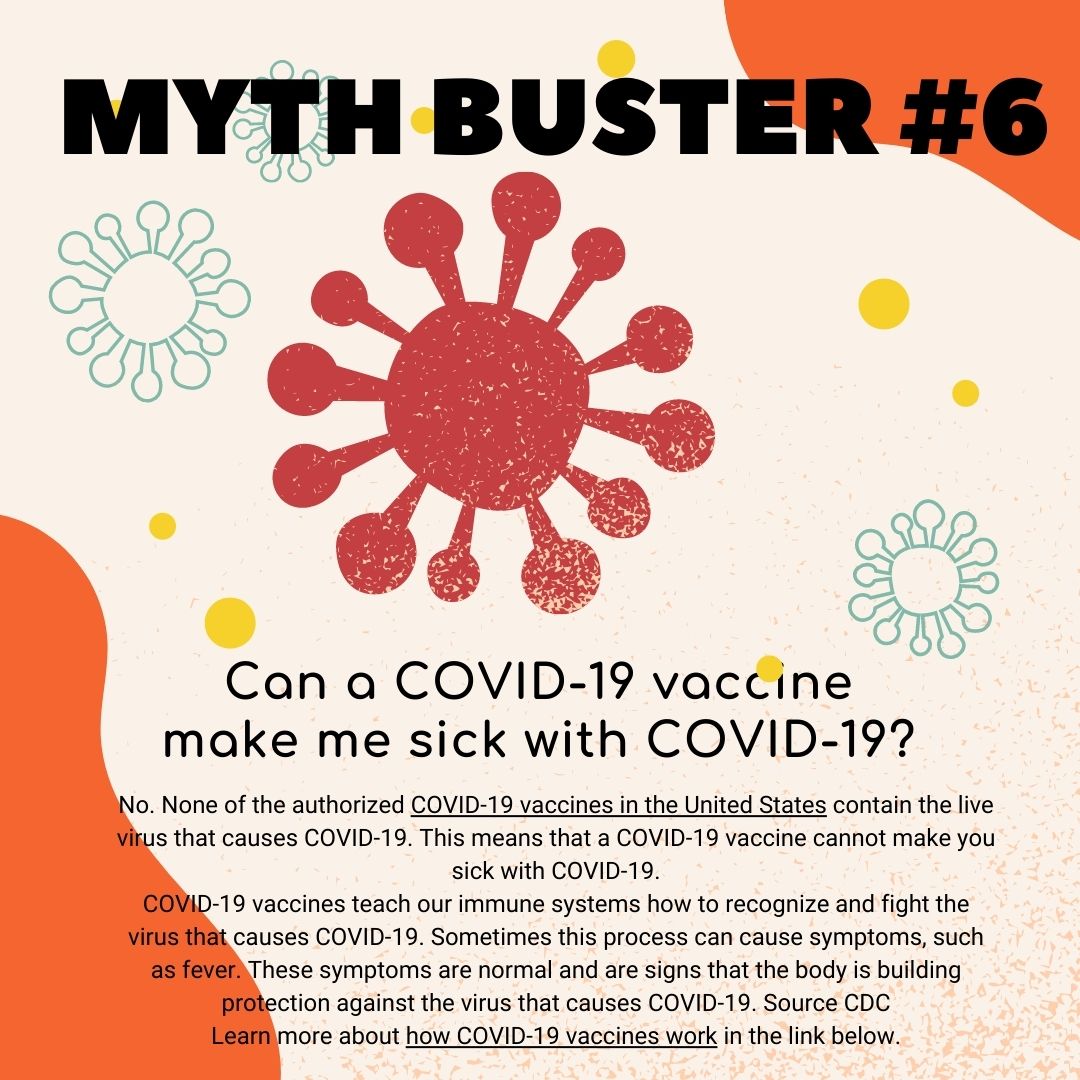 MYTH BUSTER #6
Can a COVID-19 vaccine
make me sick with COVID-19?
No. None of the authorized COVID-19 vaccines in the United States contain the live
virus that causes COVID-19. This means that a COVID-19 vaccine cannot make you
sick with COVID-19.
COVID-19 vaccines teach our immune systems how to recognize and fight the
virus that causes COVID-19. Sometimes this process can cause symptoms, such
as fever. These symptoms are normal and are signs that the body is building
protection against the virus that causes COVID-19. Source CDC
Learn more about how COVID-19 vaccines work in the link below.